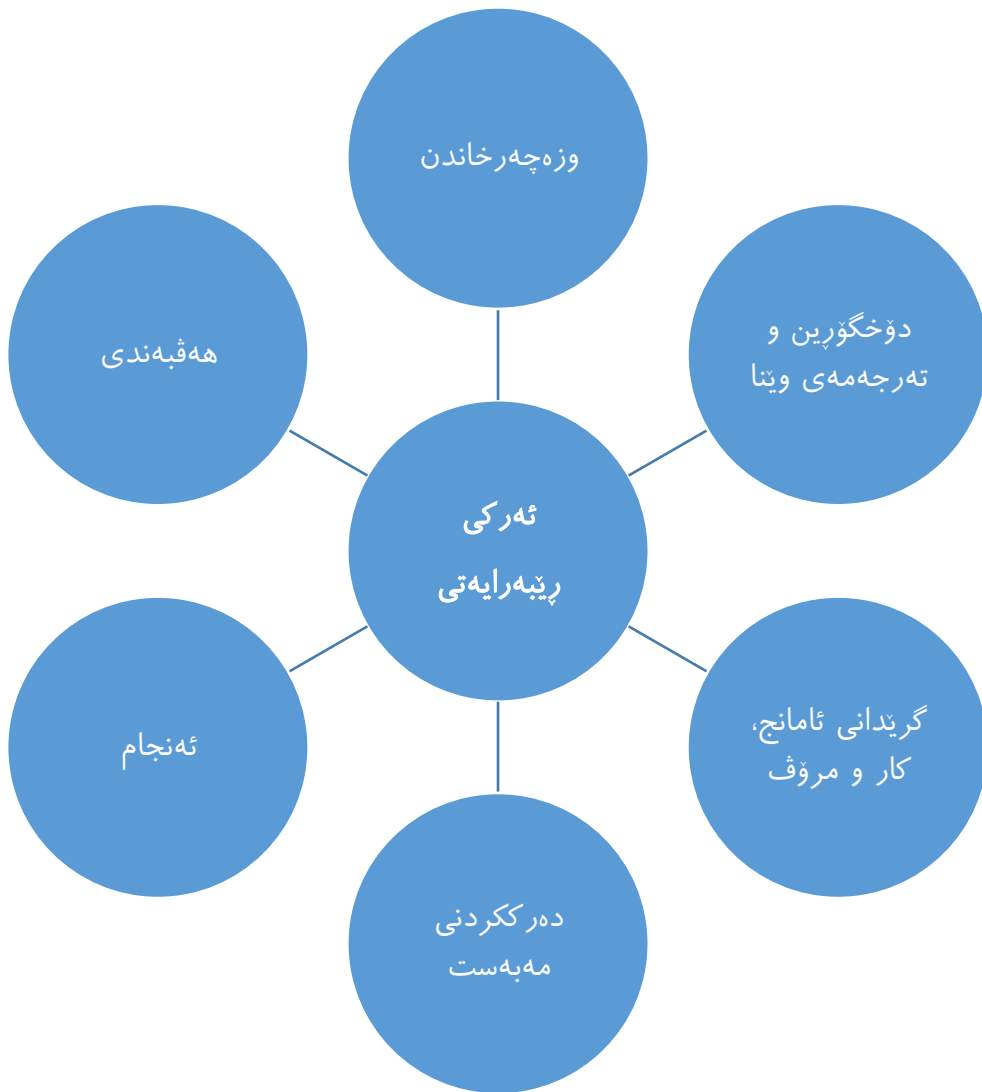 وزەچەرخاندن
دۆخگۆڕین و
تەرجەمەی وێنا
هەڤبەندی
ئەرکی
ڕێبەرایەتی
گرێدانی ئامانج،
کار و مرۆڤ
ئەنجام
دەرککردنی
مەبەست